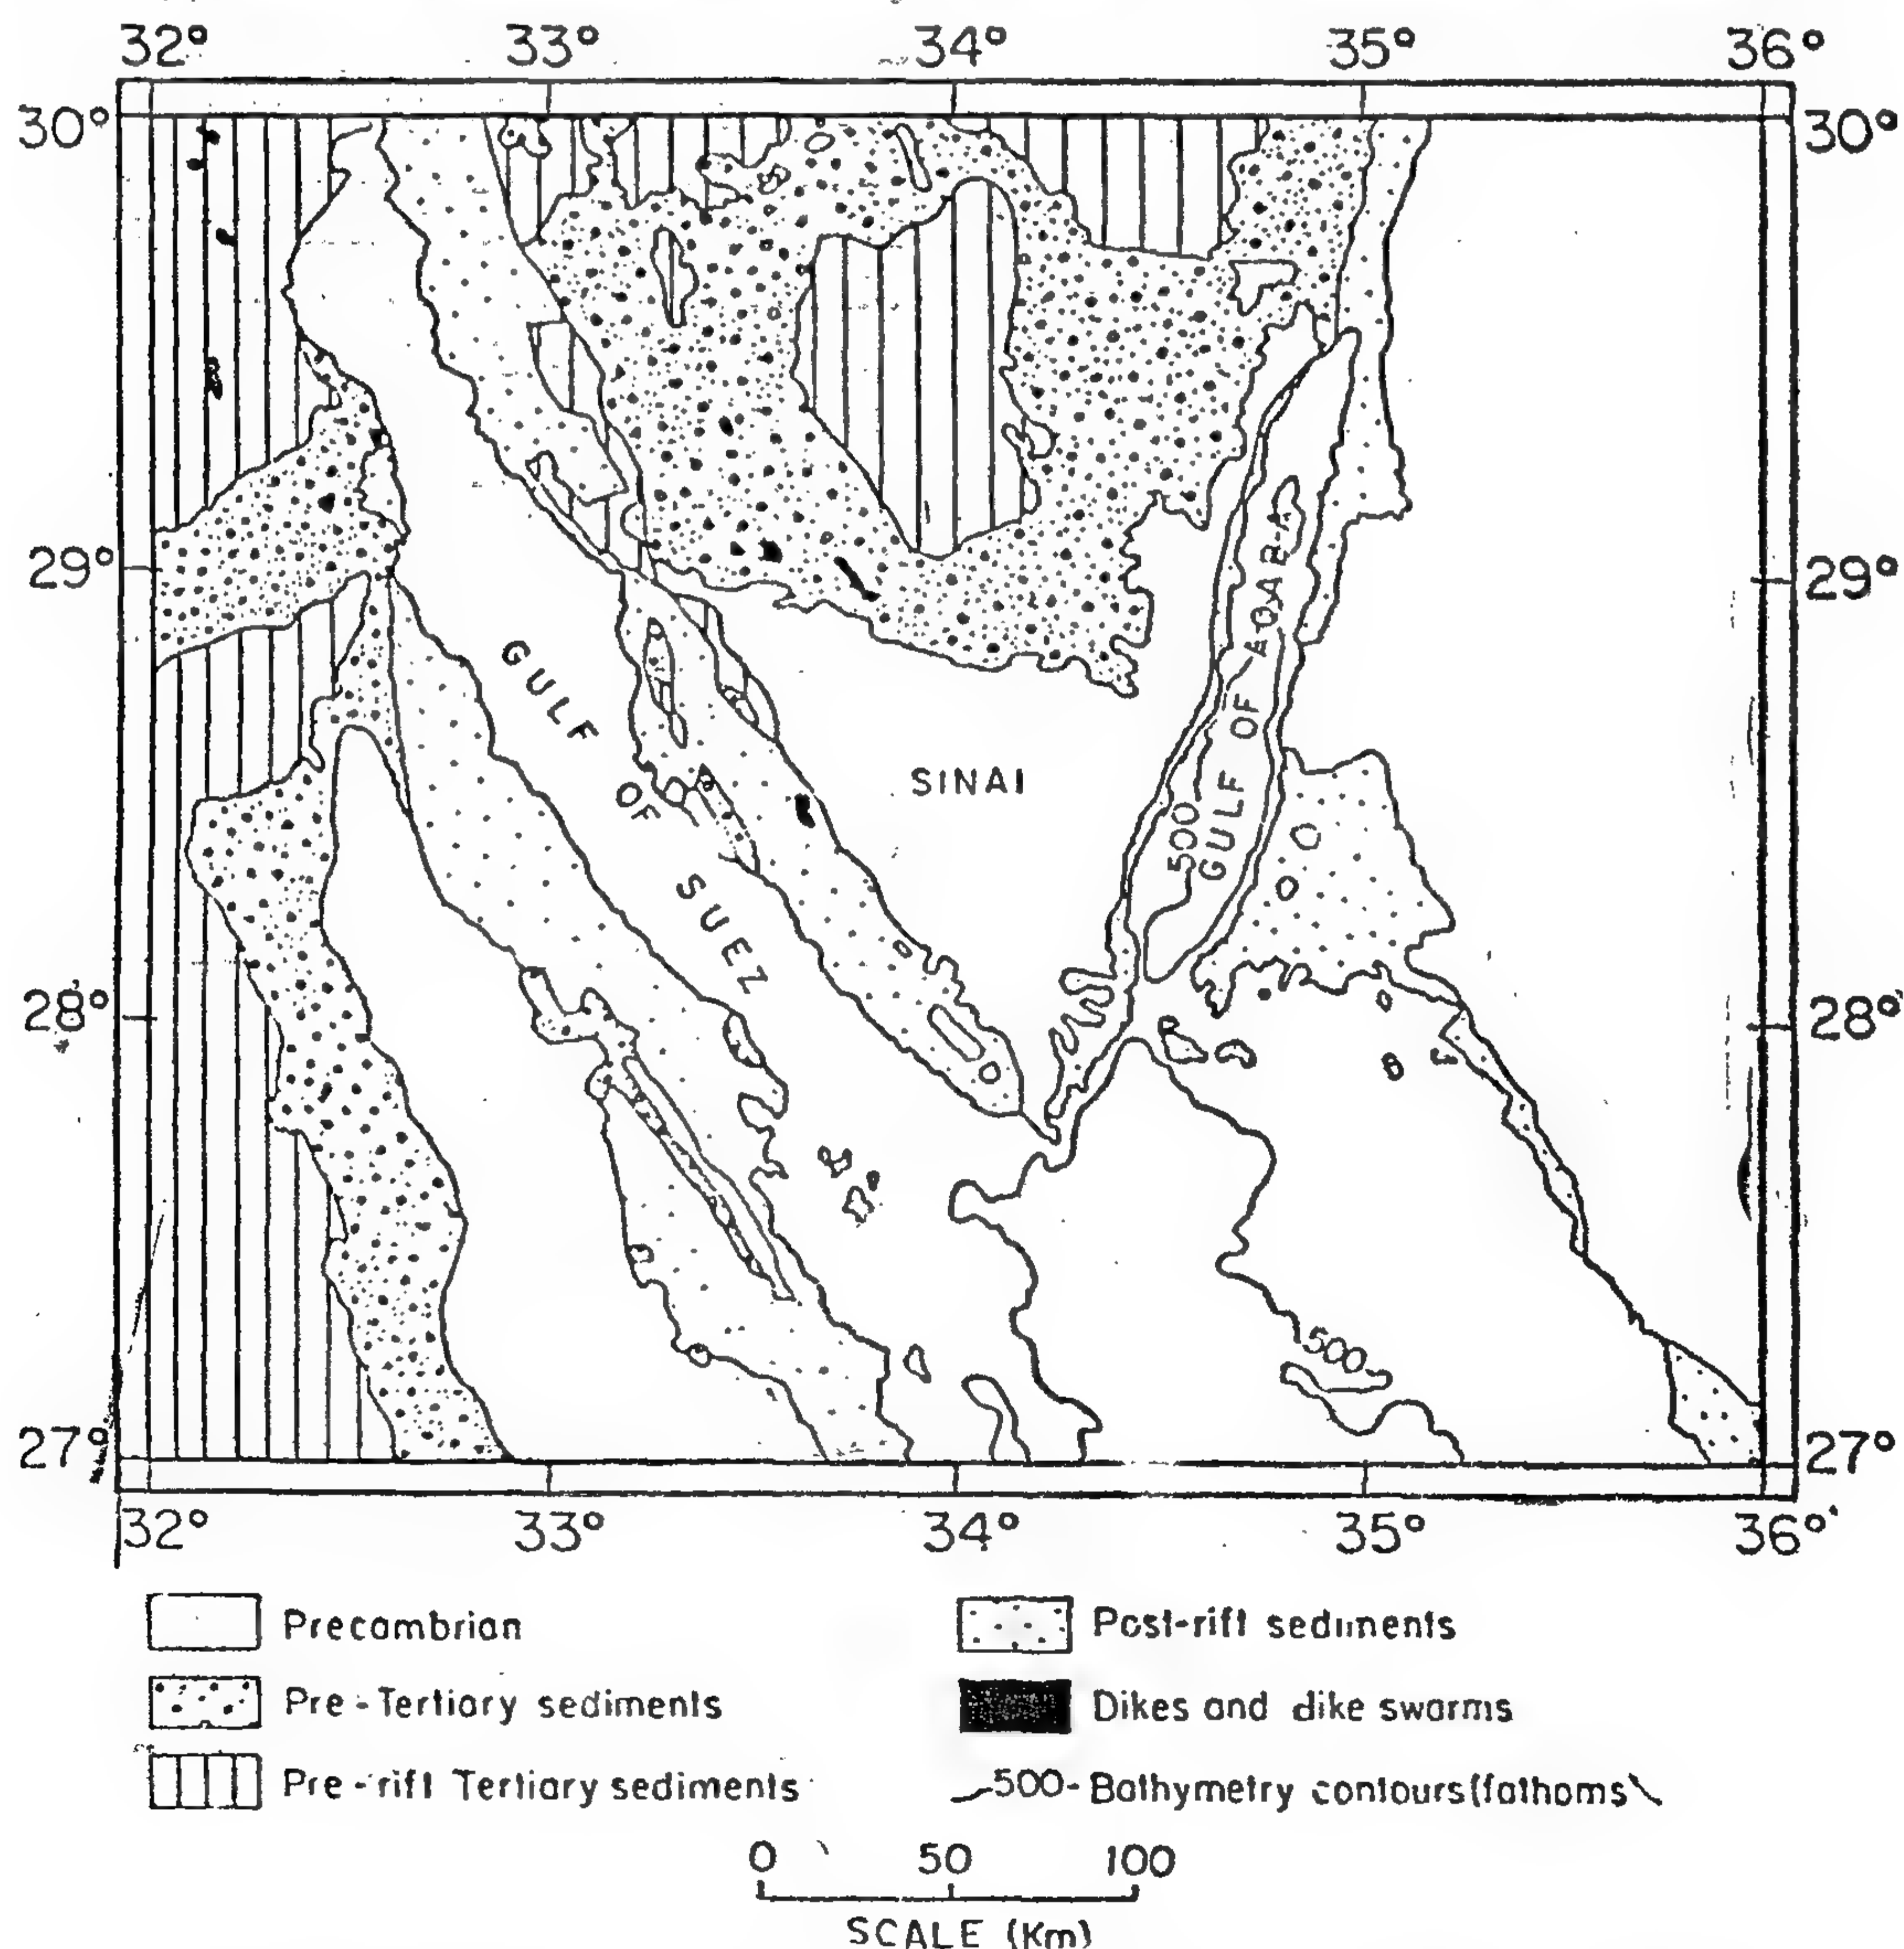 32° 33° 34° 35° 36°
30° 30°
29° 29°
28° 28°
27° 27°
GULF OF SUEZ
SINAI
GULF OF AQABA
500
500
32° 33° 34° 35° 36°
Precambrian
Pre-Tertiary sediments
Pre-rift Tertiary sediments
Post-rift sediments
Dikes and dike swarms
-500- Bathymetry contours (fathoms)
0 50 100
SCALE (Km)